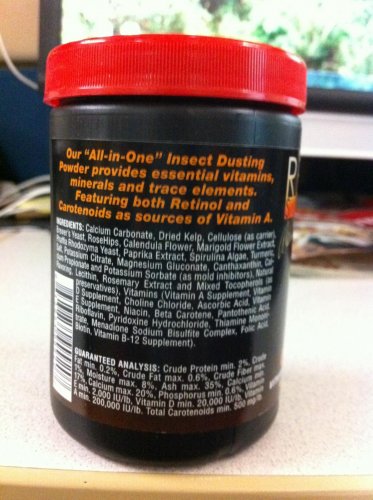 Our "All-in-One" Insect Dusting
Powder provides essential vitamins,
minerals and trace elements.
Featuring both Retinol and
Carotenoids as sources of Vitamin A.
R
INGREDIENTS: Calcium Carbonate, Dried Kelp, Cellulose (as carrier),
Brewer's Yeast, RoseHips, Calendula Flower, Marigold Flower Extract,
Phaffia Rhodozyma Yeast, Paprika Extract, Spirulina Algae, Turmeric,
Salt, Potassium Citrate, Magnesium Gluconate, Canthaxanthin, Cal-
cium Propionate and Potassium Sorbate (as mold inhibitors), Natural
Flavoring, Lecithin, Rosemary Extract and Mixed Tocopherols (as
preservatives), Vitamins (Vitamin A Supplement, Vitamin
D Supplement, Choline Chloride, Ascorbic Acid, Vitamin
E Supplement, Niacin, Beta Carotene, Pantothenic Acid,
Riboflavin, Pyridoxine Hydrochloride, Thiamine Monon-
itrate, Menadione Sodium Bisulfite Complex, Folic Acid,
Biotin, Vitamin B-12 Supplement).
GUARANTEED ANALYSIS: Crude Protein min. 2%, Crude
Fat min. 0.2%, Crude Fat max. 0.6%, Crude Fiber max.
Moisture max. 8%, Ash max. 35%, Calcium min.
17%, Calcium max. 20%, Phosphorus min. 0.6%, Vitamin
A min. 200,000 IU/lb, Vitamin D min. 20,000 IU/lb, Vitamin
E min. 2,000 IU/lb, Total Carotenoids min. 500 mg/lb.